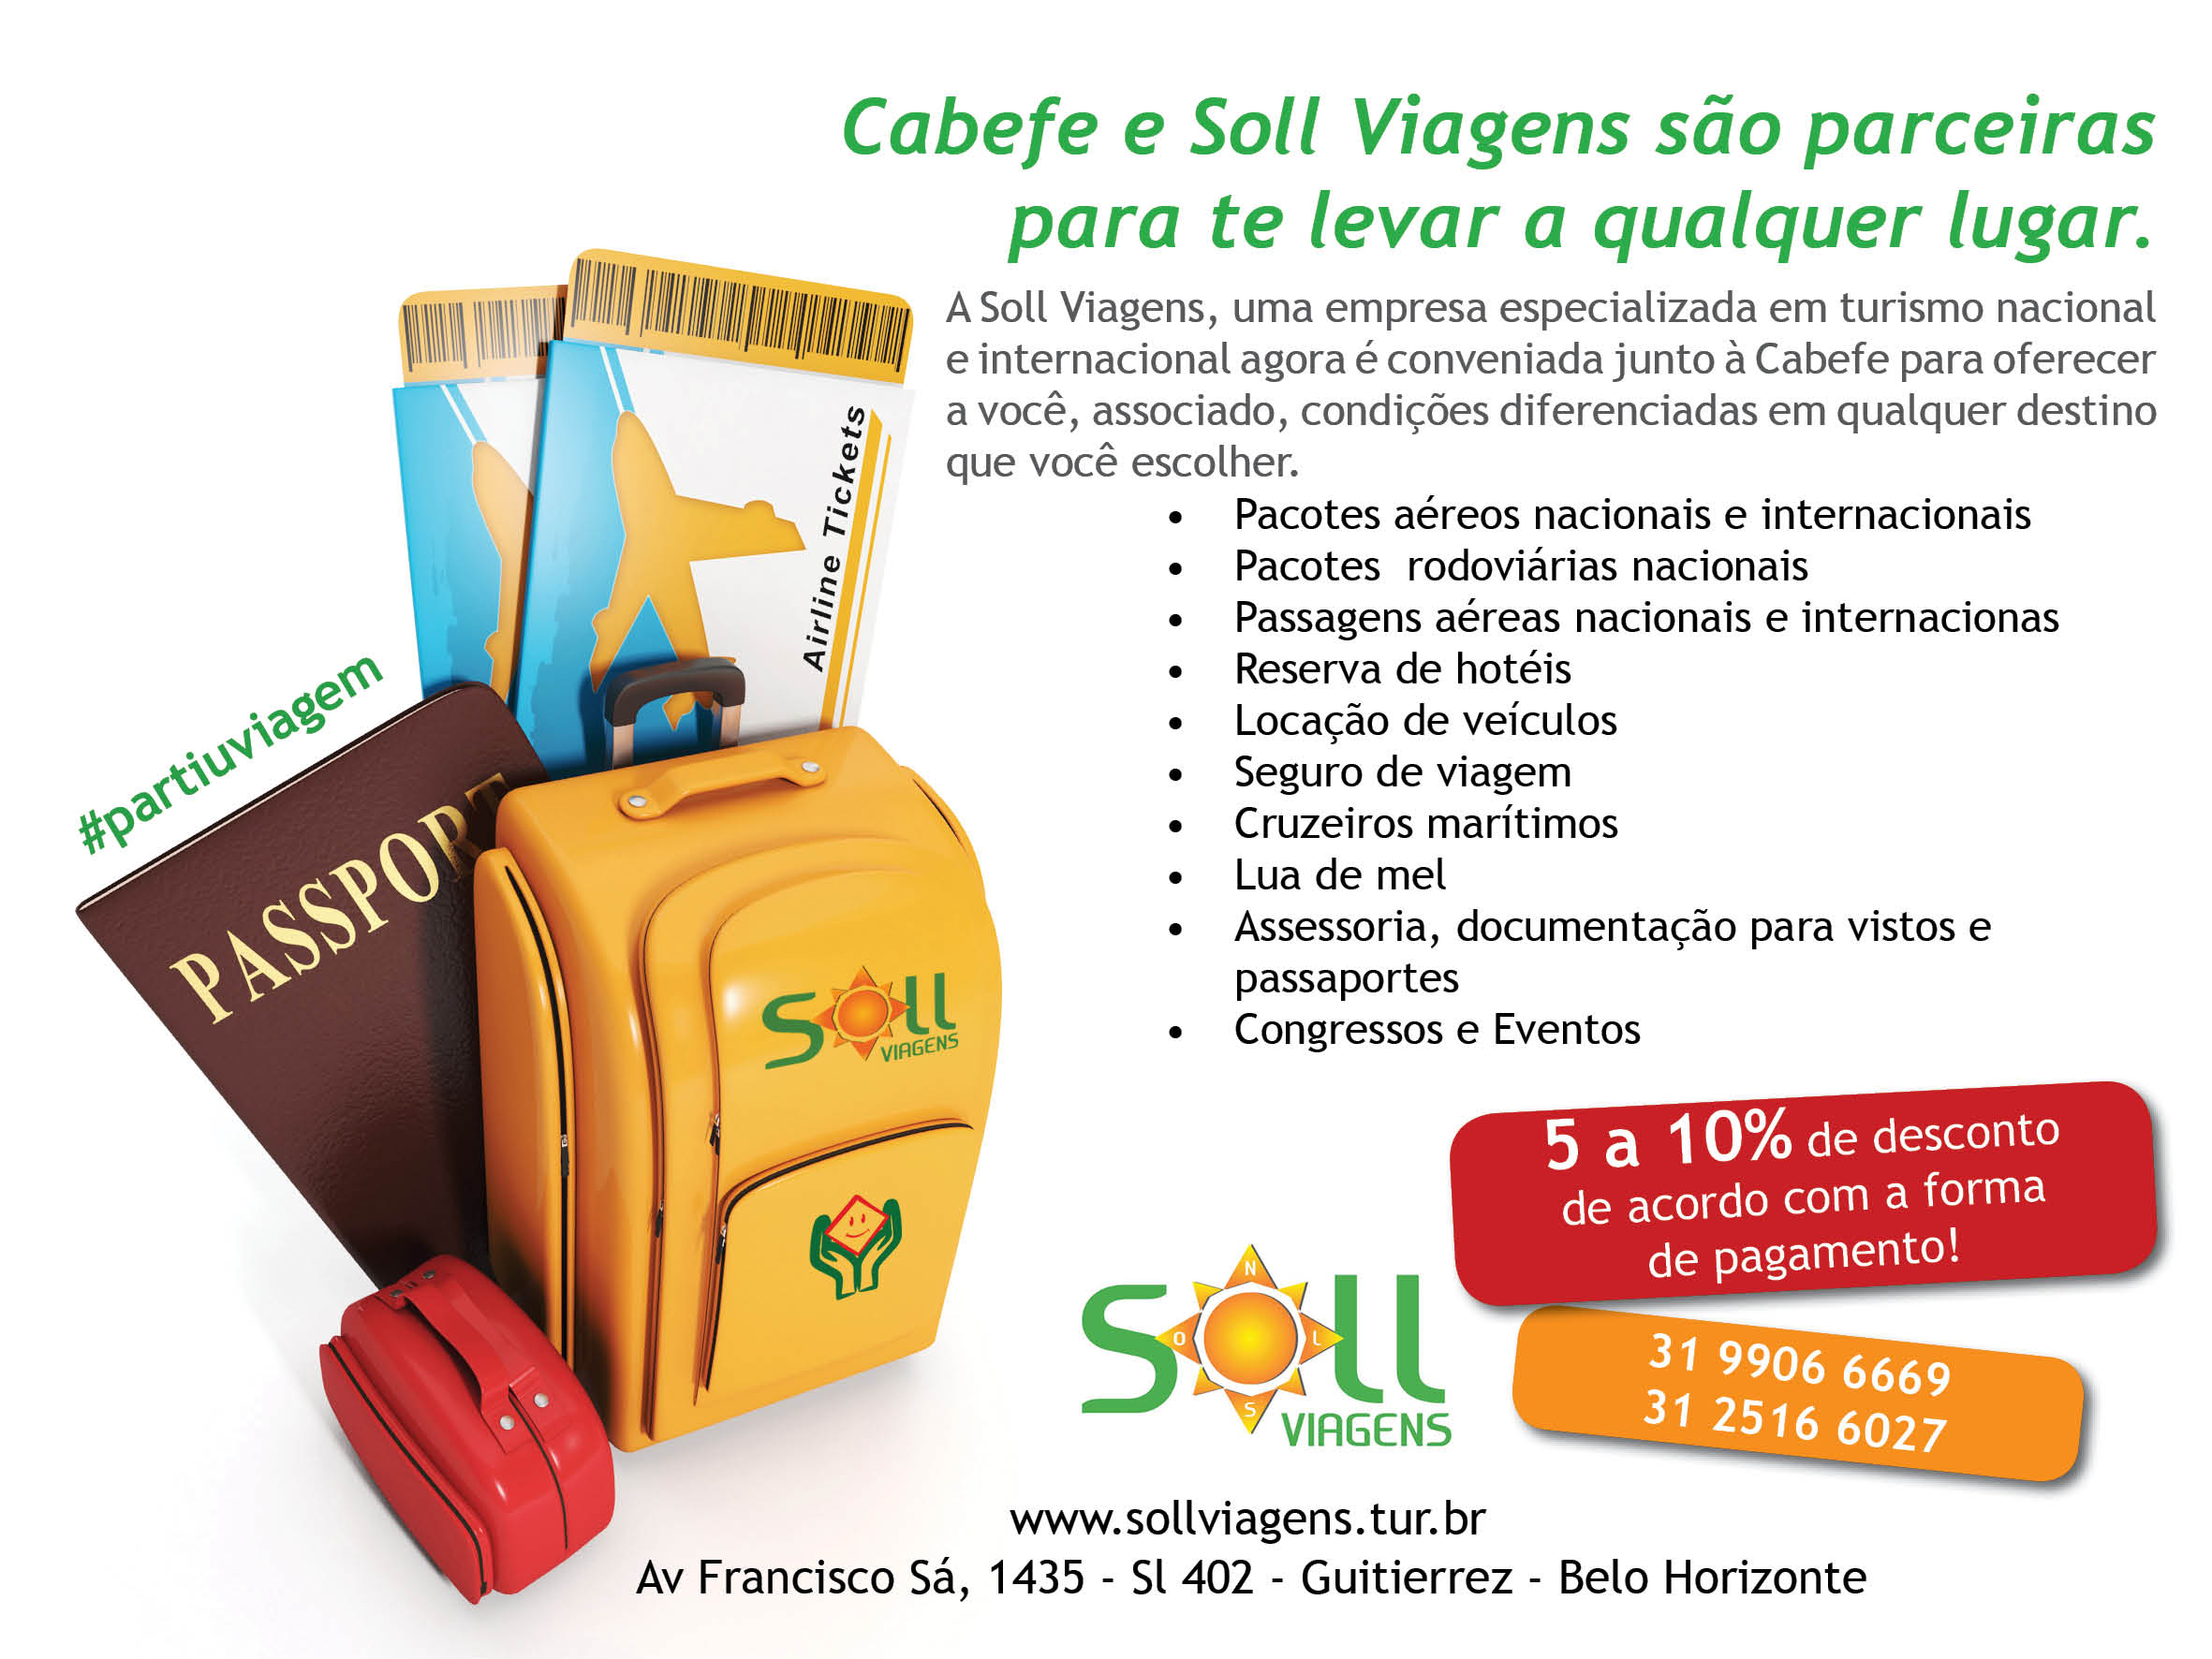 Cabefe e Soll Viagens são parceiras
para te levar a qualquer lugar.
A Soll Viagens, uma empresa especializada em turismo nacional
e internacional agora é conveniada junto à Cabefe para oferecer
a você, associado, condições diferenciadas em qualquer destino
que você escolher.
• Pacotes aéreos nacionais e internacionais
• Pacotes rodoviárias nacionais
• Passagens aéreas nacionais e internacionas
• Reserva de hotéis
• Locação de veículos
• Seguro de viagem
• Cruzeiros marítimos
• Lua de mel
• Assessoria, documentação para vistos e
passaportes
• Congressos e Eventos
Airline Tickets
#partiuviagem
PASSPORT
Soll
VIAGENS
5 a 10% de desconto
de acordo com a forma
de pagamento!
N
O L
S
Soll
VIAGENS
31 9906 6669
31 2516 6027
www.sollviagens.tur.br
Av Francisco Sá, 1435 - Sl 402 - Guitierrez - Belo Horizonte